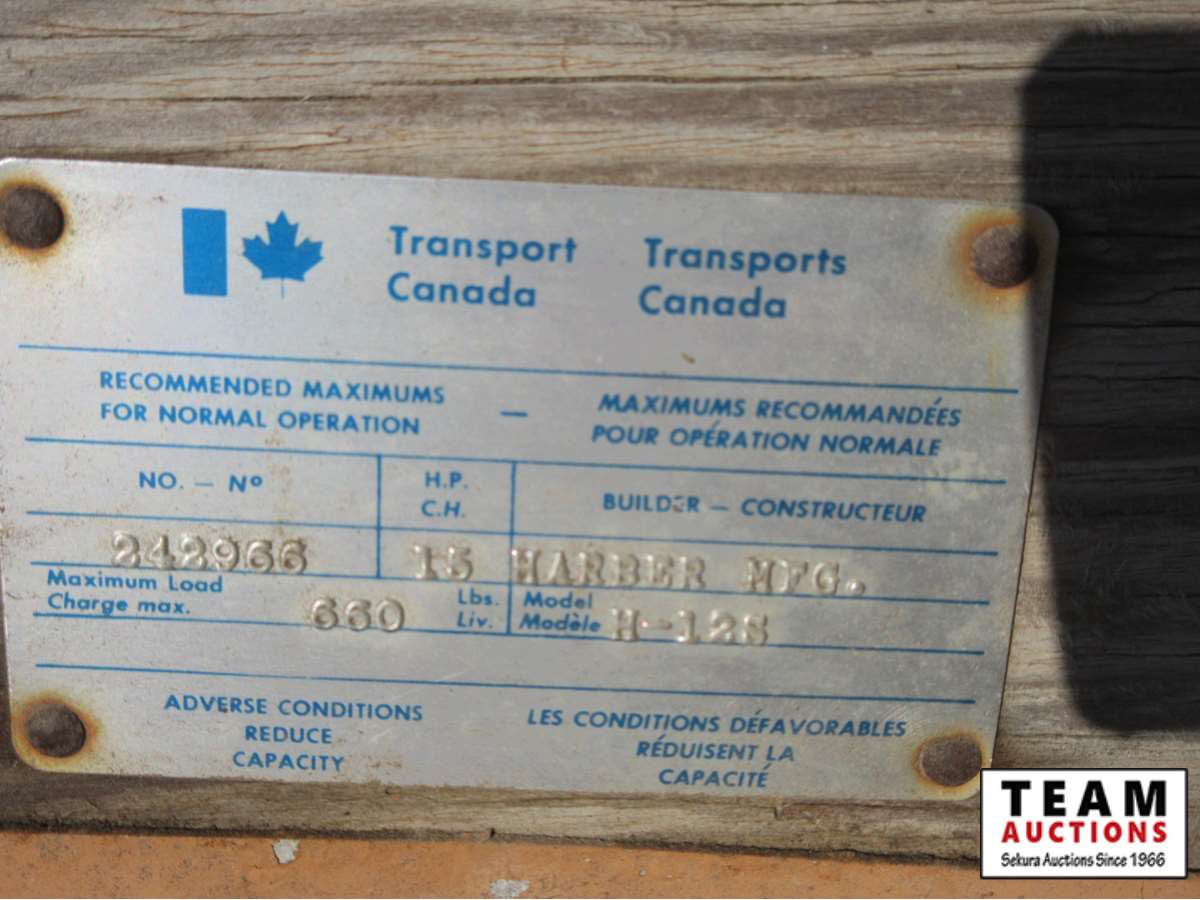 Transport Canada
Transports Canada
RECOMMENDED MAXIMUMS
FOR NORMAL OPERATION
—
MAXIMUMS RECOMMANDÉES
POUR OPÉRATION NORMALE
NO. — Nº
H.P.
C.H.
BUILDER — CONSTRUCTEUR
242966
15
HARBER MFG.
Maximum Load
Charge max.
660
Lbs.
Liv.
Model
Modèle
H-12S
ADVERSE CONDITIONS
REDUCE
CAPACITY
LES CONDITIONS DÉFAVORABLES
RÉDUISENT LA
CAPACITÉ
TEAM
AUCTIONS
Sekura Auctions Since 1966